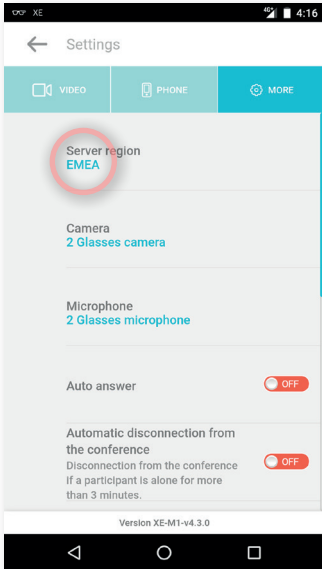 XE 4G 4:16
Settings
VIDEO PHONE MORE
Server region
EMEA
Camera
2 Glasses camera
Microphone
2 Glasses microphone
Auto answer OFF
Automatic disconnection from
the conference
Disconnection from the conference OFF
if a participant is alone for more
than 3 minutes.
Version XE-M1-v4.3.0